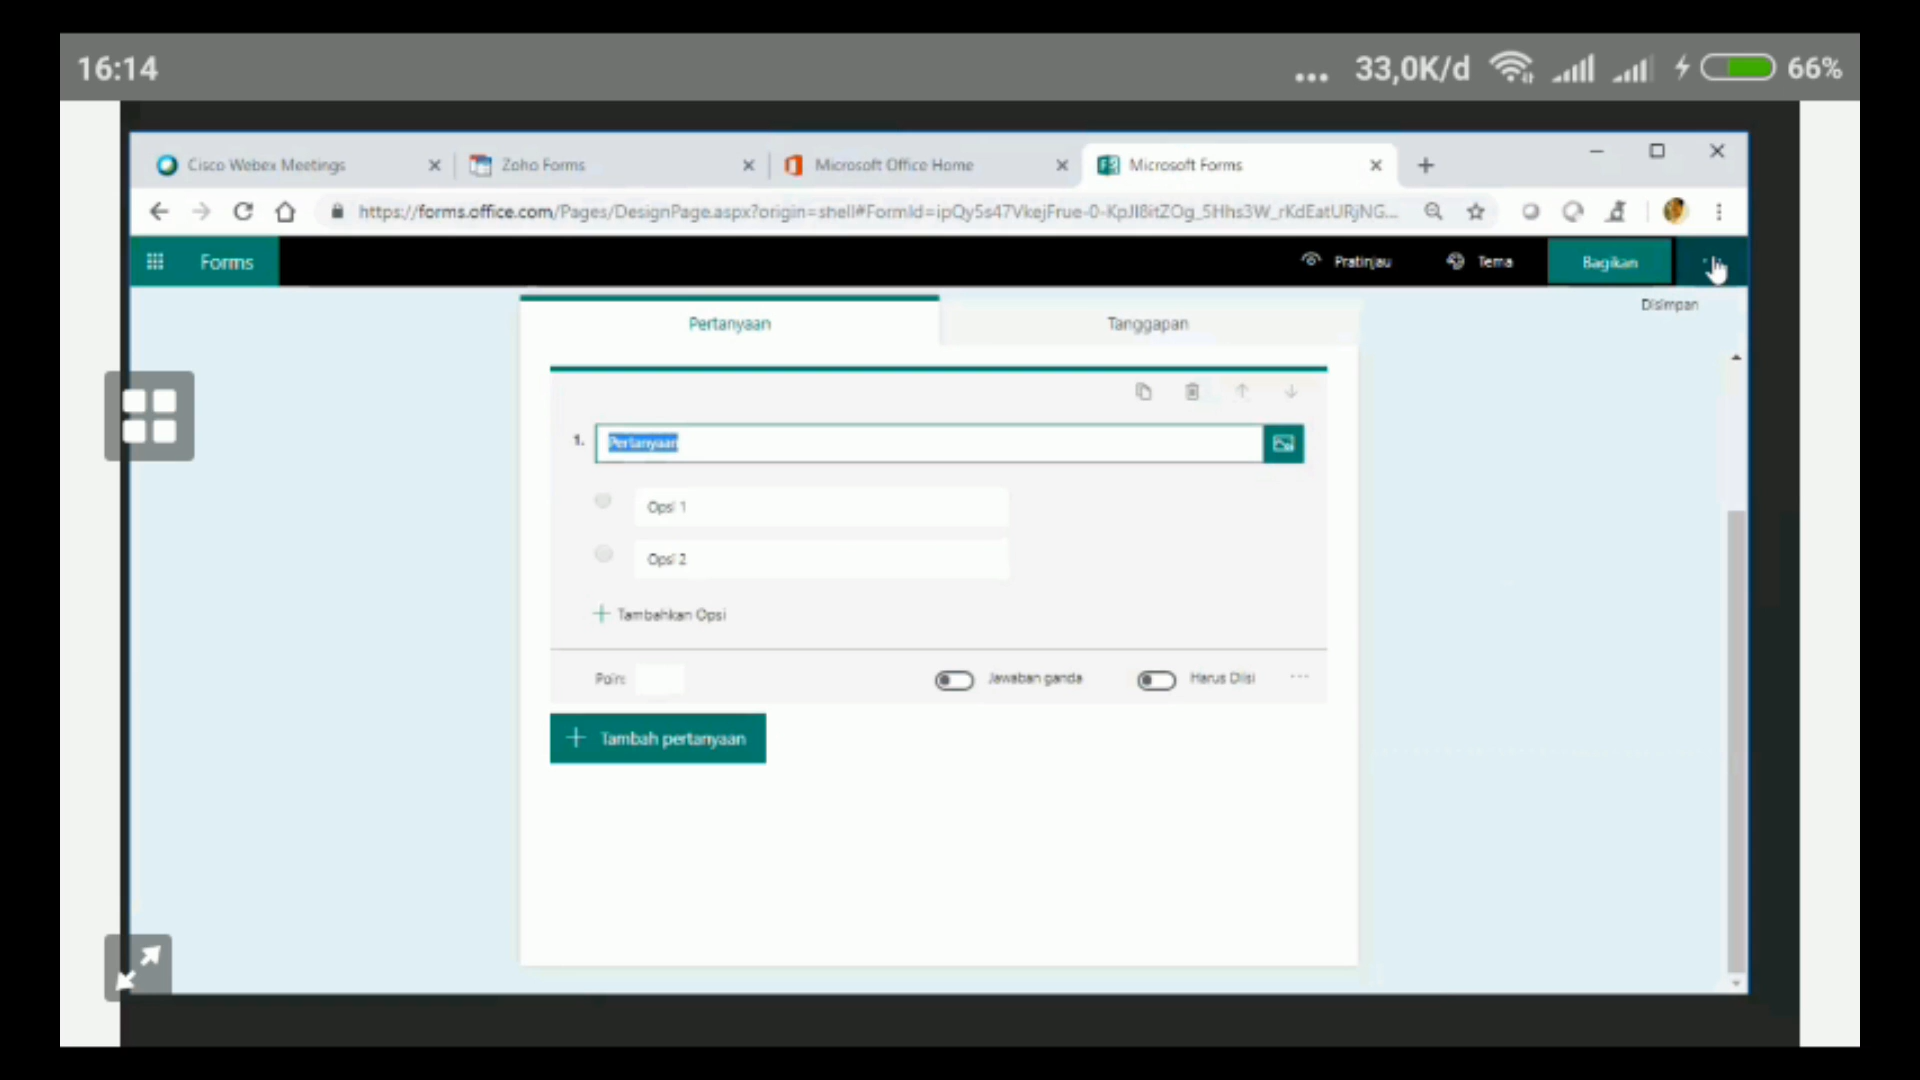 16:14
... 33,0K/d 66%
Cisco Webex Meetings
Zoho Forms
Microsoft Office Home
Microsoft Forms
https://forms.office.com/Pages/DesignPage.aspx?origin=shell#FormId=ipQy5s47VkejFrue-0-KpJI8itZOg_5Hhs3W_rKdEatURjNG...
Forms
Pratinjau
Tema
Bagikan
Disimpan
Pertanyaan
Tanggapan
1. Pertanyaan
Opsi 1
Opsi 2
+ Tambahkan Opsi
Poin:
Jawaban ganda
Harus Diisi
...
+ Tambah pertanyaan